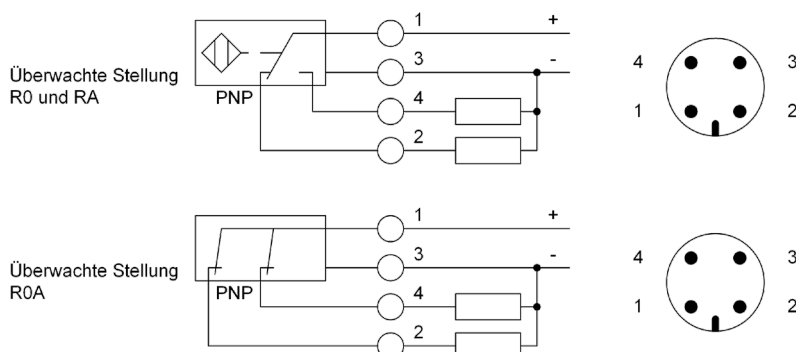 1 +
3 -
Überwachte Stellung
R0 und RA
PNP
4
2
4 3
1 2
1 +
3 -
Überwachte Stellung
R0A
PNP
4
2
4 3
1 2